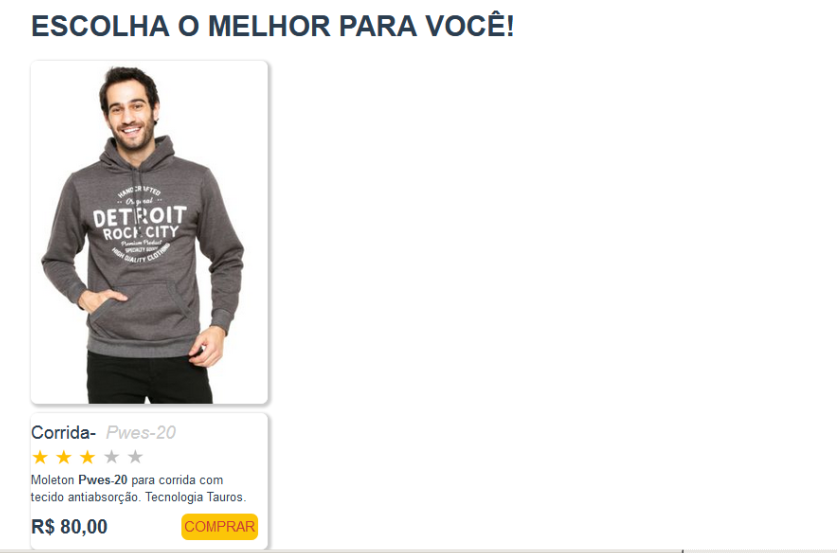 ESCOLHA O MELHOR PARA VOCÊ!
HANDCRAFTED
Original
DETROIT
ROCK CITY
Premium Product
SPECIALTY GOODS
HIGH QUALITY CLOTHING
Corrida- Pwes-20
Moleton Pwes-20 para corrida com
tecido antiabsorção. Tecnologia Tauros.
R$ 80,00 COMPRAR